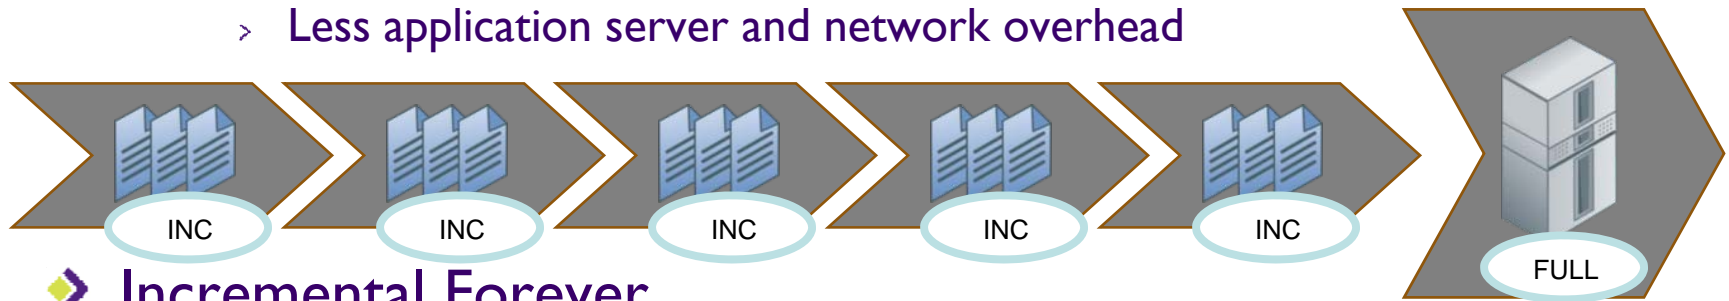 > Less application server and network overhead
INC INC INC INC INC
FULL
Incremental Forever